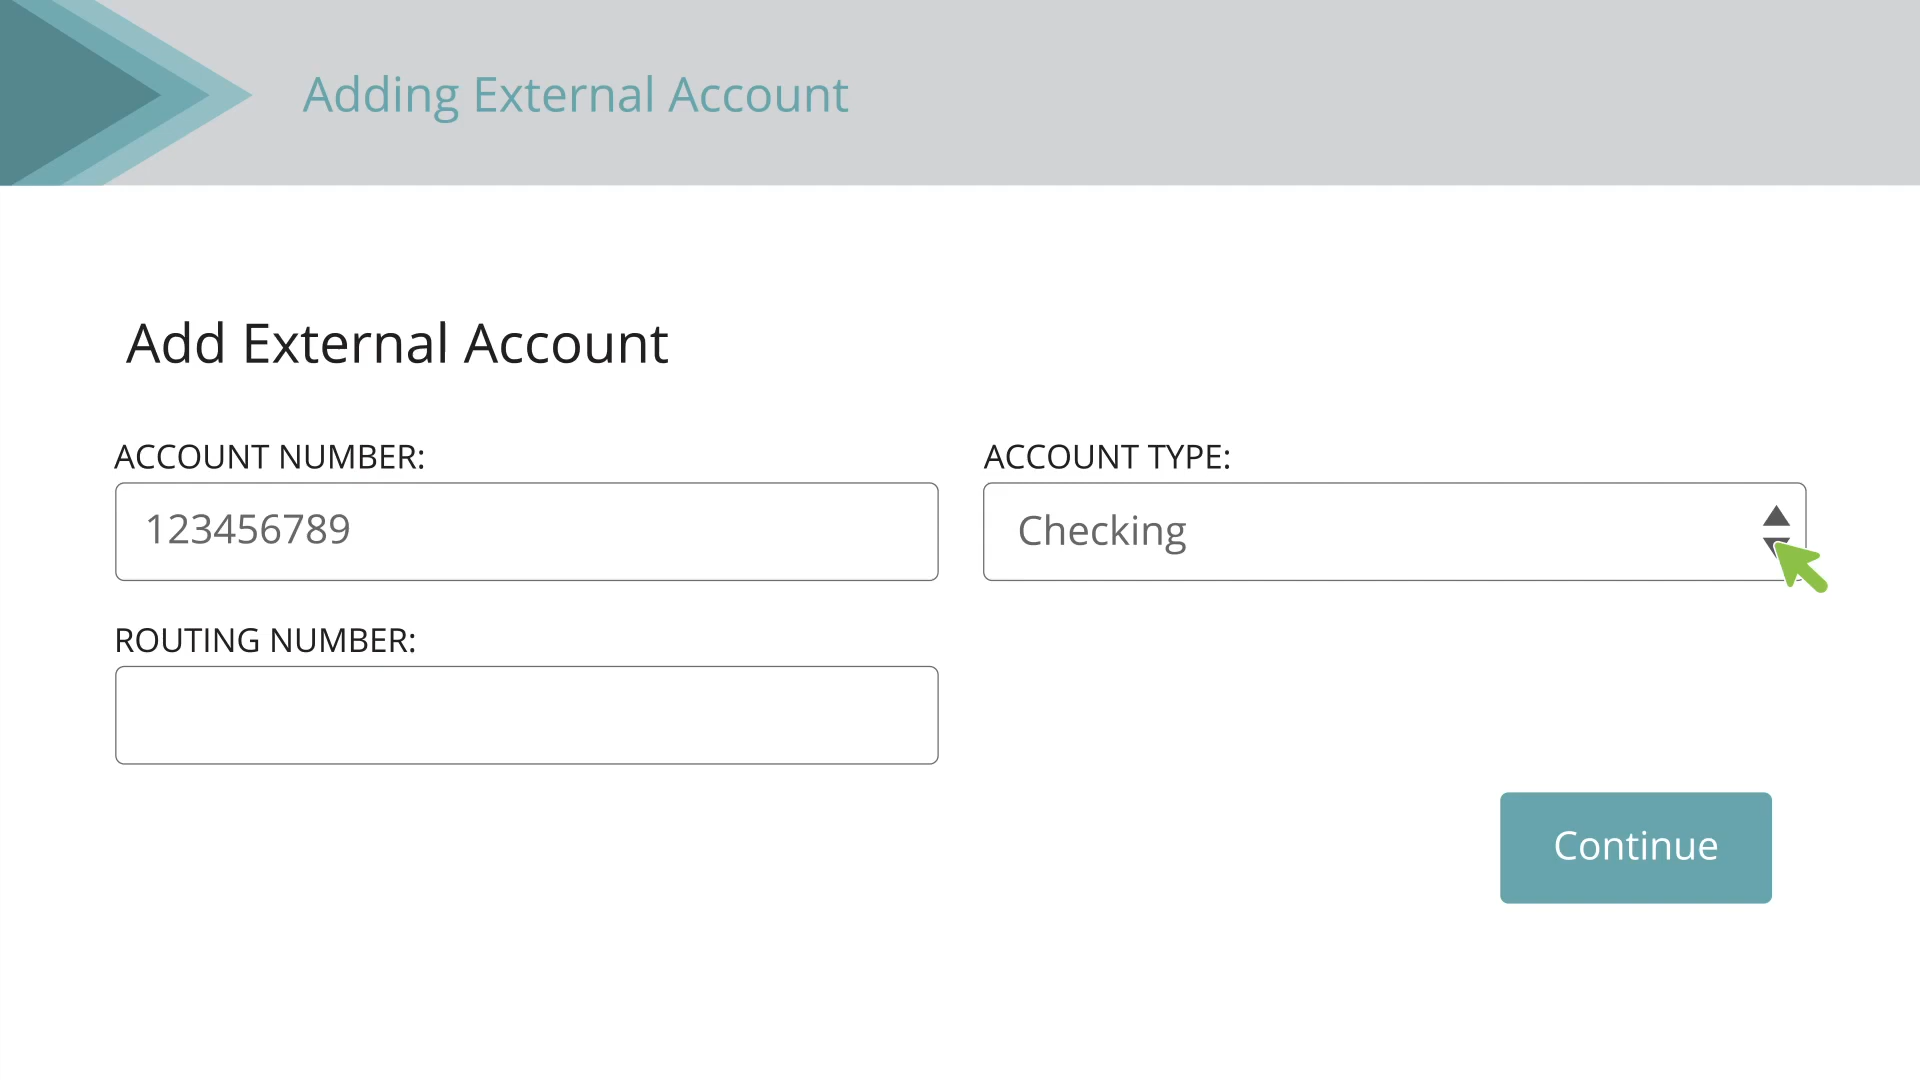 Adding External Account
Add External Account
ACCOUNT NUMBER:
123456789
ACCOUNT TYPE:
Checking
ROUTING NUMBER:
Continue